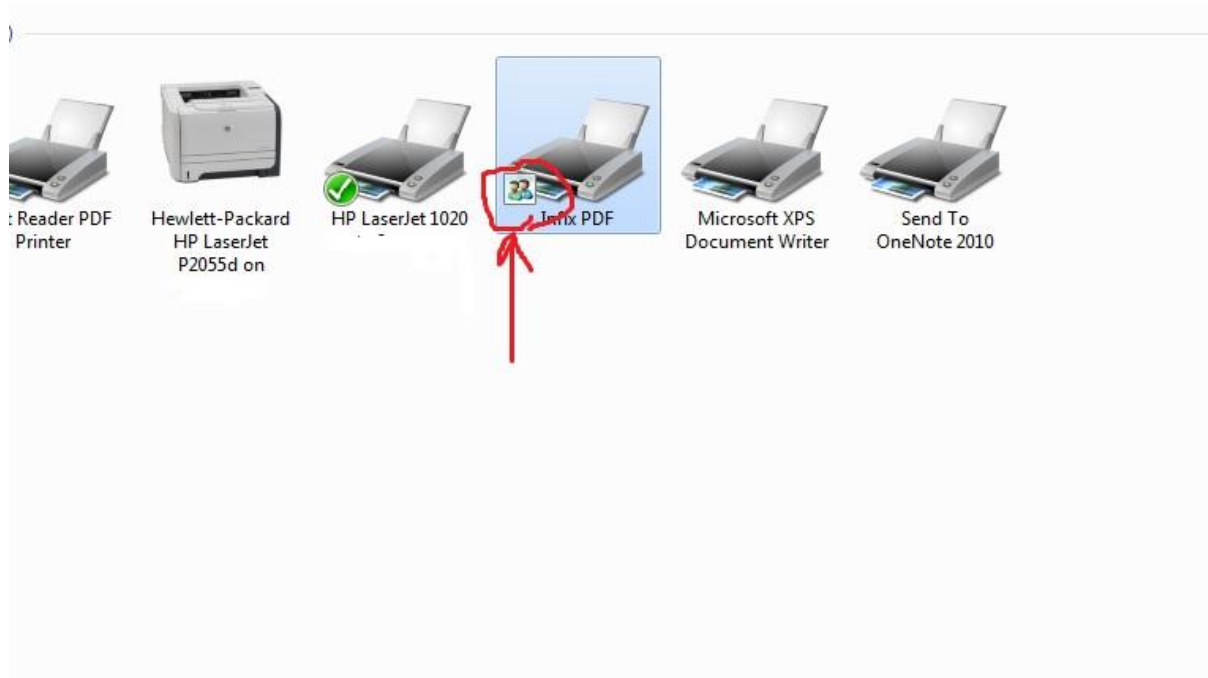 t Reader PDF
Printer
Hewlett-Packard
HP LaserJet
P2055d on
HP LaserJet 1020
Infix PDF
Microsoft XPS
Document Writer
Send To
OneNote 2010